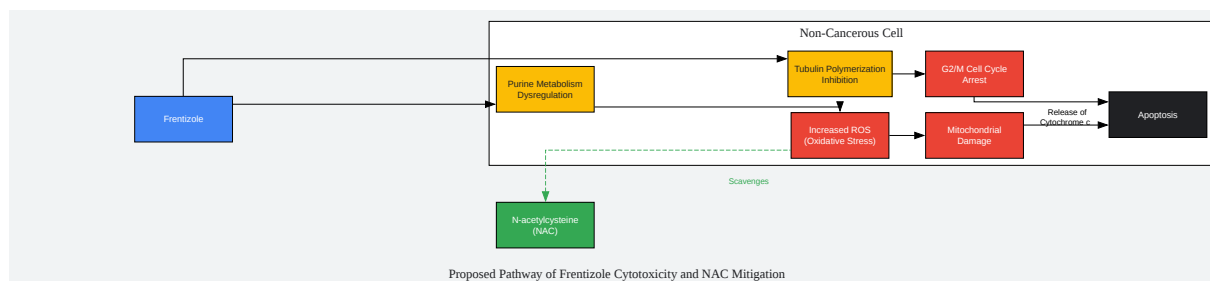 Non-Cancerous Cell
Tubulin Polymerization
Inhibition
G2/M Cell Cycle
Arrest
Purine Metabolism
Dysregulation
Frentizole
Release of
Cytochrome c
Apoptosis
Increased ROS
(Oxidative Stress)
Mitochondrial
Damage
Scavenges
N-acetylcysteine
(NAC)
Proposed Pathway of Frentizole Cytotoxicity and NAC Mitigation